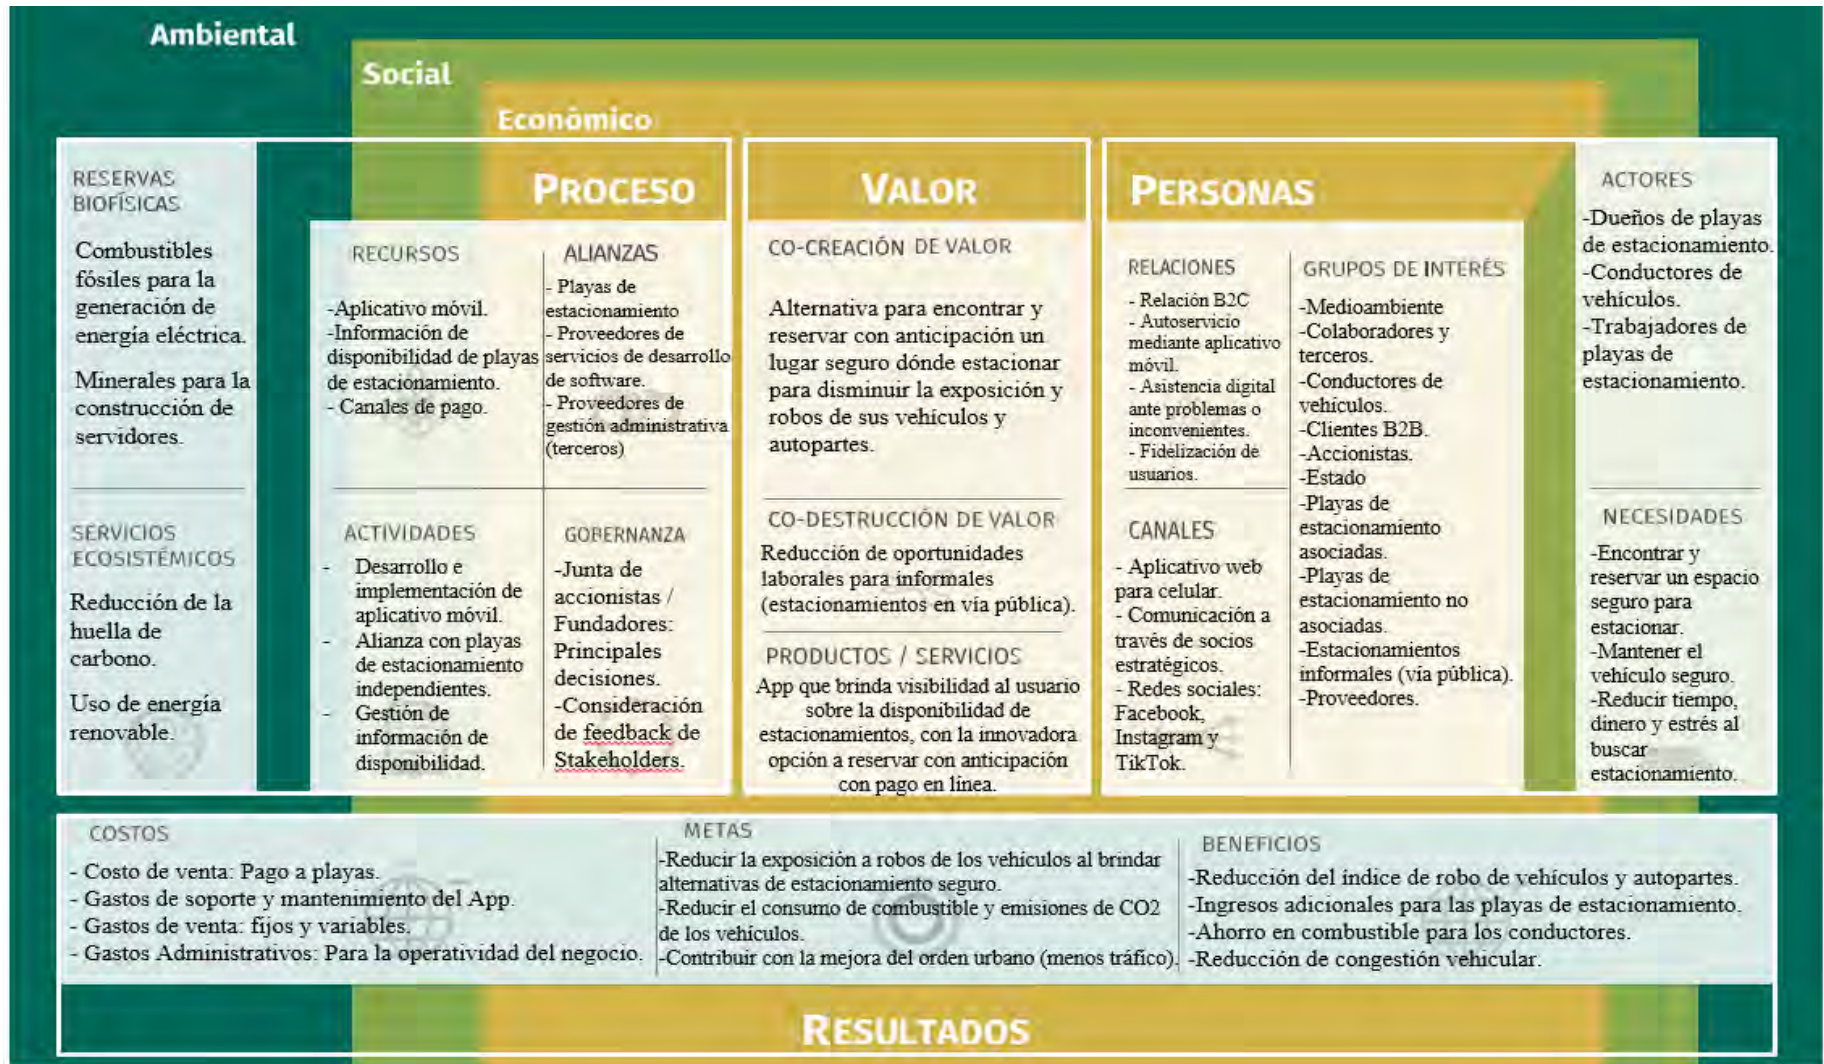 Ambiental
Social
Económico
RESERVAS
BIOFÍSICAS
Combustibles
fósiles para la
generación de
energía eléctrica.
Minerales para la
construcción de
servidores.
SERVICIOS
ECOSISTÉMICOS
Reducción de la
huella de
carbono.
Uso de energía
renovable.
PROCESO
RECURSOS
-Aplicativo móvil.
-Información de
disponibilidad de playas
de estacionamiento.
- Canales de pago.
ALIANZAS
- Playas de
estacionamiento
- Proveedores de
servicios de desarrollo
de software.
- Proveedores de
gestión administrativa
(terceros)
ACTIVIDADES
- Desarrollo e
implementación de
aplicativo móvil.
- Alianza con playas
de estacionamiento
independientes.
- Gestión de
información de
disponibilidad.
GOBERNANZA
-Junta de
accionistas /
Fundadores:
Principales
decisiones.
-Consideración
de feedback de
Stakeholders.
VALOR
CO-CREACIÓN DE VALOR
Alternativa para encontrar y
reservar con anticipación un
lugar seguro dónde estacionar
para disminuir la exposición y
robos de sus vehículos y
autopartes.
CO-DESTRUCCIÓN DE VALOR
Reducción de oportunidades
laborales para informales
(estacionamientos en vía pública).
PRODUCTOS / SERVICIOS
App que brinda visibilidad al usuario
sobre la disponibilidad de
estacionamientos, con la innovadora
opción a reservar con anticipación
con pago en línea.
PERSONAS
RELACIONES
- Relación B2C
- Autoservicio
mediante aplicativo
móvil.
- Asistencia digital
ante problemas o
inconvenientes.
- Fidelización de
usuarios.
CANALES
- Aplicativo web
para celular.
- Comunicación a
través de socios
estratégicos.
- Redes sociales:
Facebook,
Instagram y
TikTok.
GRUPOS DE INTERÉS
-Medioambiente
-Colaboradores y
terceros.
-Conductores de
vehículos.
-Clientes B2B.
-Accionistas.
-Estado
-Playas de
estacionamiento
asociadas.
-Playas de
estacionamiento no
asociadas.
-Estacionamientos
informales (vía pública).
-Proveedores.
ACTORES
-Dueños de playas
de estacionamiento.
-Conductores de
vehículos.
-Trabajadores de
playas de
estacionamiento.
NECESIDADES
-Encontrar y
reservar un espacio
seguro para
estacionar.
-Mantener el
vehículo seguro.
-Reducir tiempo,
dinero y estrés al
buscar
estacionamiento.
COSTOS
- Costo de venta: Pago a playas.
- Gastos de soporte y mantenimiento del App.
- Gastos de venta: fijos y variables.
- Gastos Administrativos: Para la operatividad del negocio.
METAS
-Reducir la exposición a robos de los vehículos al brindar
alternativas de estacionamiento seguro.
-Reducir el consumo de combustible y emisiones de CO2
de los vehículos.
-Contribuir con la mejora del orden urbano (menos tráfico).
BENEFICIOS
-Reducción del índice de robo de vehículos y autopartes.
-Ingresos adicionales para las playas de estacionamiento.
-Ahorro en combustible para los conductores.
-Reducción de congestión vehicular.
RESULTADOS